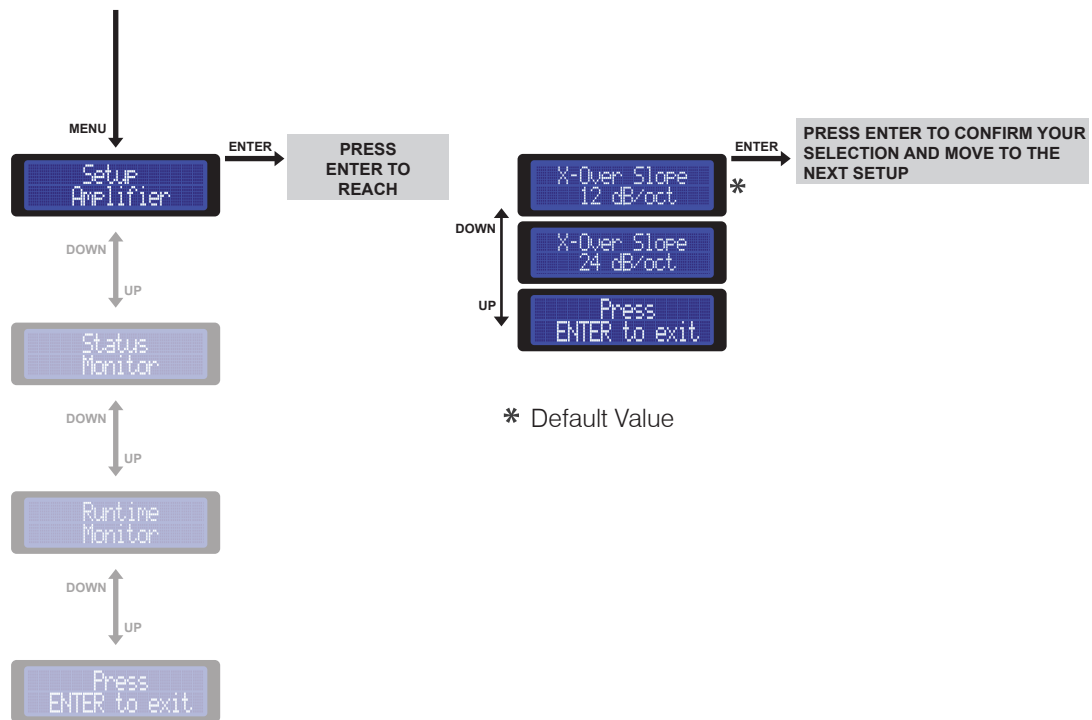 MENU
Setup
Amplifier
ENTER
PRESS
ENTER TO
REACH
DOWN
UP
Status
Monitor
DOWN
UP
Runtime
Monitor
DOWN
UP
Press
ENTER to exit
X-Over Slope
12 dB/oct
*
ENTER
PRESS ENTER TO CONFIRM YOUR
SELECTION AND MOVE TO THE
NEXT SETUP
DOWN
X-Over Slope
24 dB/oct
UP
Press
ENTER to exit
* Default Value